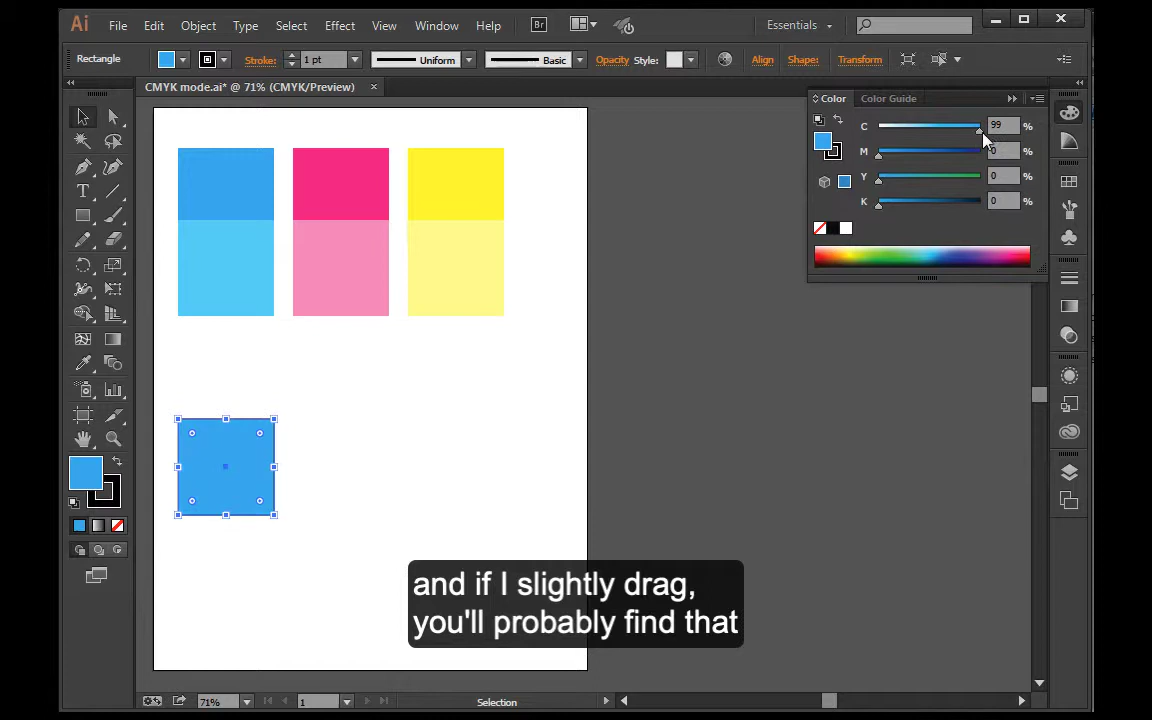 Ai File Edit Object Type Select Effect View Window Help Br Essentials
Rectangle Stroke: 1 pt Uniform Basic Opacity Style: Align Shape: Transform
CMYK mode.ai* @ 71% (CMYK/Preview) ×
Color Color Guide
C 99 %
M 0 %
Y 0 %
K 0 %
and if I slightly drag,
you'll probably find that
71% 1 Selection